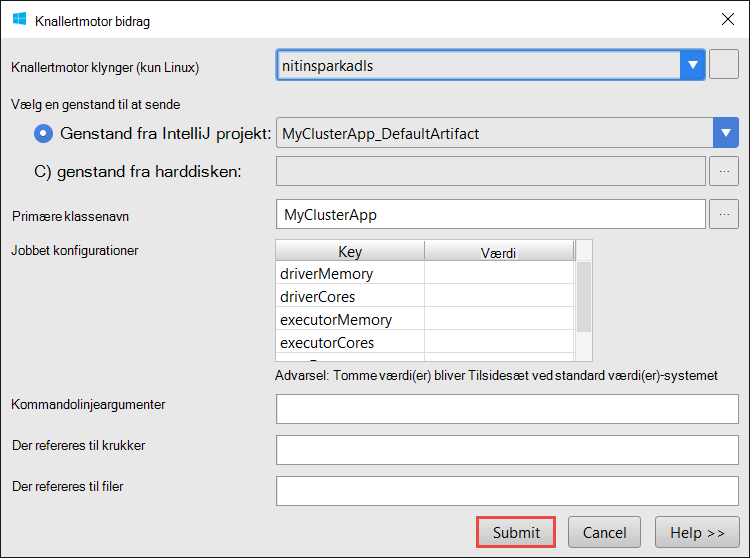 Knallertmotor bidrag
Knallertmotor klynger (kun Linux)
nitinsparkadls
Vælg en genstand til at sende
Genstand fra IntelliJ projekt:
MyClusterApp_DefaultArtifact
C) genstand fra harddisken:
...
Primære klassenavn
MyClusterApp
...
Jobbet konfigurationer
Key
Værdi
driverMemory
driverCores
executorMemory
executorCores
Advarsel: Tomme værdi(er) bliver Tilsidesæt ved standard værdi(er)-systemet
Kommandolinjeargumenter
Der refereres til krukker
Der refereres til filer
Submit
Cancel
Help >>